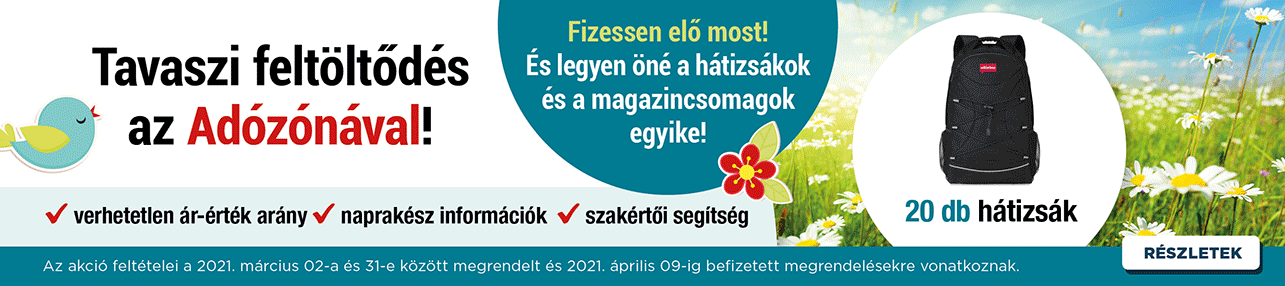 Tavaszi feltöltődés
az Adózónával!
Fizessen elő most!
És legyen öné a hátizsákok
és a magazincsomagok
egyike!
20 db hátizsák
verhetetlen ár-érték arány naprakész információk szakértői segítség
Az akció feltételei a 2021. március 02-a és 31-e között megrendelt és 2021. április 09-ig befizetett megrendelésekre vonatkoznak.
RÉSZLETEK